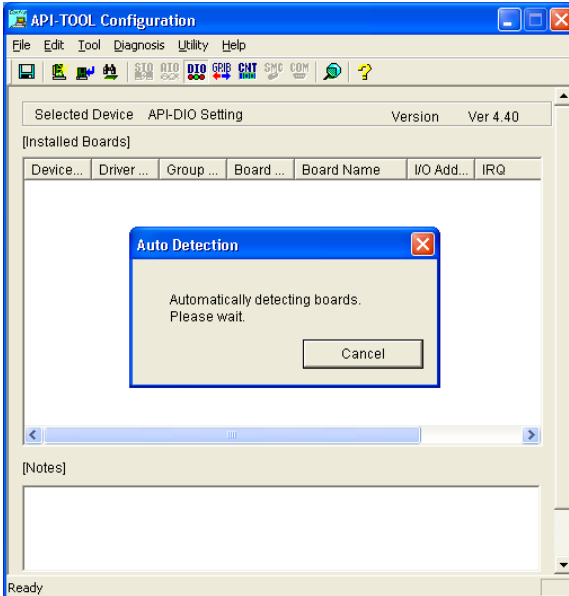 API-TOOL Configuration
File Edit Tool Diagnosis Utility Help
SIO AIO DIO GPIB CNT SMC COM
Selected Device API-DIO Setting Version Ver 4.40
[Installed Boards]
Device... Driver ... Group ... Board ... Board Name I/O Add... IRQ
Auto Detection
Automatically detecting boards.
Please wait.
Cancel
[Notes]
Ready